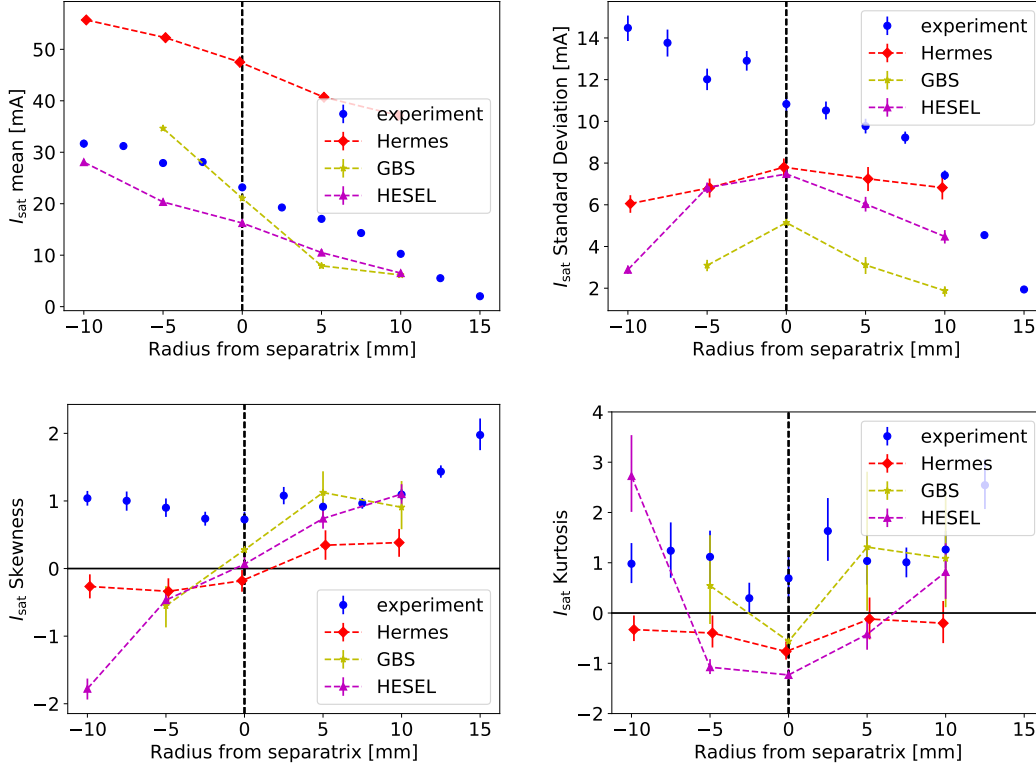 50
40
30
20
10
0
I_sat mean [mA]
−10 −5 0 5 10 15
Radius from separatrix [mm]
experiment
Hermes
GBS
HESEL
14
12
10
8
6
4
2
I_sat Standard Deviation [mA]
−10 −5 0 5 10 15
Radius from separatrix [mm]
experiment
Hermes
GBS
HESEL
2
1
0
−1
−2
I_sat Skewness
−10 −5 0 5 10 15
Radius from separatrix [mm]
experiment
Hermes
GBS
HESEL
4
3
2
1
0
−1
−2
I_sat Kurtosis
−10 −5 0 5 10 15
Radius from separatrix [mm]
experiment
Hermes
GBS
HESEL